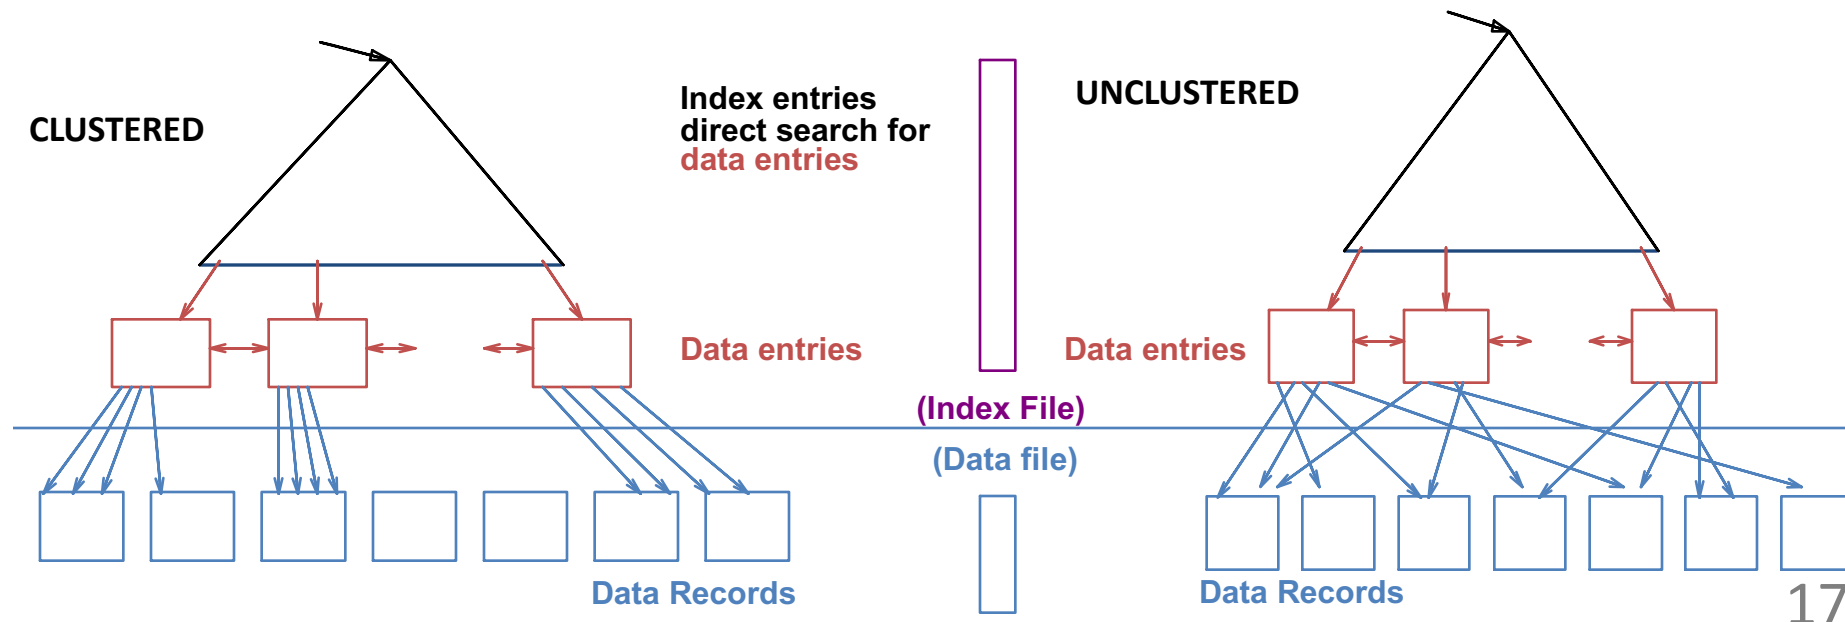 CLUSTERED
Index entries
direct search for
data entries
UNCLUSTERED
Data entries
Data entries
(Index File)
(Data file)
Data Records
Data Records
17